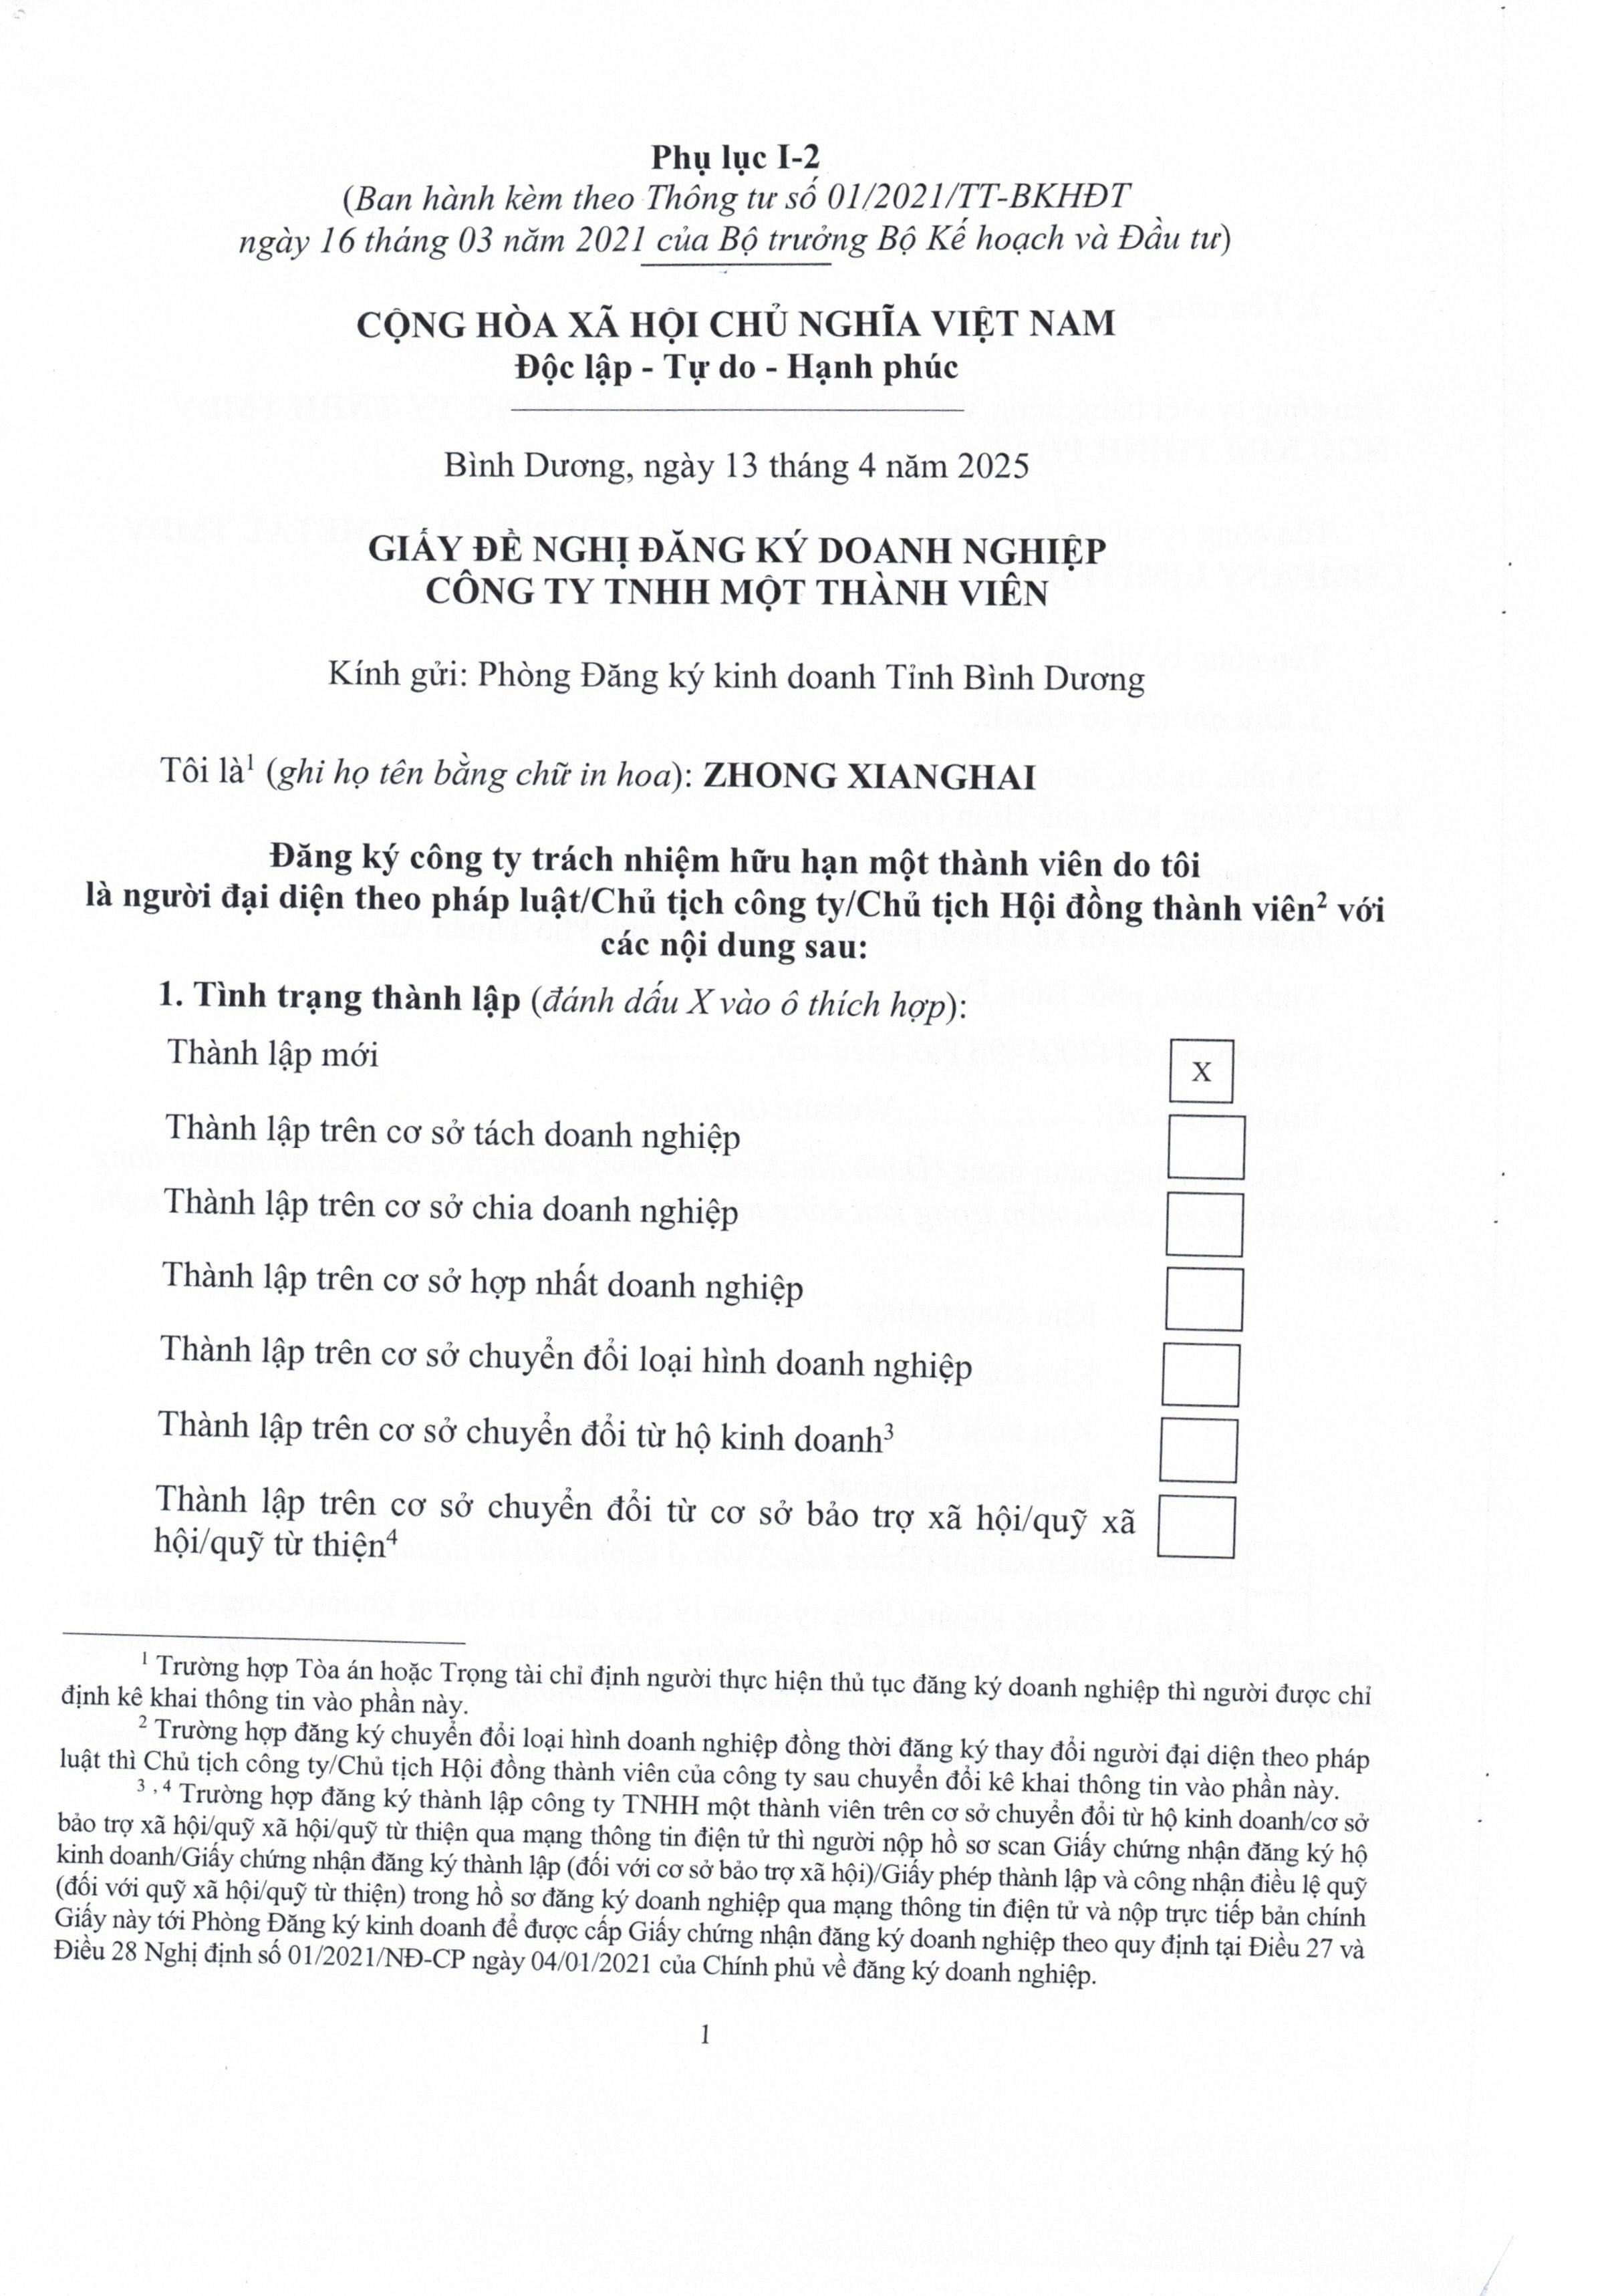 Phụ lục I-2
(Ban hành kèm theo Thông tư số 01/2021/TT-BKHĐT
ngày 16 tháng 03 năm 2021 của Bộ trưởng Bộ Kế hoạch và Đầu tư)
CỘNG HÒA XÃ HỘI CHỦ NGHĨA VIỆT NAM
Độc lập - Tự do - Hạnh phúc
Bình Dương, ngày 13 tháng 4 năm 2025
GIẤY ĐỀ NGHỊ ĐĂNG KÝ DOANH NGHIỆP
CÔNG TY TNHH MỘT THÀNH VIÊN
Kính gửi: Phòng Đăng ký kinh doanh Tỉnh Bình Dương
Tôi là¹ (ghi họ tên bằng chữ in hoa): ZHONG XIANGHAI
Đăng ký công ty trách nhiệm hữu hạn một thành viên do tôi
là người đại diện theo pháp luật/Chủ tịch công ty/Chủ tịch Hội đồng thành viên² với
các nội dung sau:
1. Tình trạng thành lập (đánh dấu X vào ô thích hợp):
Thành lập mới X
Thành lập trên cơ sở tách doanh nghiệp
Thành lập trên cơ sở chia doanh nghiệp
Thành lập trên cơ sở hợp nhất doanh nghiệp
Thành lập trên cơ sở chuyển đổi loại hình doanh nghiệp
Thành lập trên cơ sở chuyển đổi từ hộ kinh doanh³
Thành lập trên cơ sở chuyển đổi từ cơ sở bảo trợ xã hội/quỹ xã
hội/quỹ từ thiện⁴
¹ Trường hợp Tòa án hoặc Trọng tài chỉ định người thực hiện thủ tục đăng ký doanh nghiệp thì người được chỉ
định kê khai thông tin vào phần này.
² Trường hợp đăng ký chuyển đổi loại hình doanh nghiệp đồng thời đăng ký thay đổi người đại diện theo pháp
luật thì Chủ tịch công ty/Chủ tịch Hội đồng thành viên của công ty sau chuyển đổi kê khai thông tin vào phần này.
³ ,⁴ Trường hợp đăng ký thành lập công ty TNHH một thành viên trên cơ sở chuyển đổi từ hộ kinh doanh/cơ sở
bảo trợ xã hội/quỹ xã hội/quỹ từ thiện qua mạng thông tin điện tử thì người nộp hồ sơ scan Giấy chứng nhận đăng ký hộ
kinh doanh/Giấy chứng nhận đăng ký thành lập (đối với cơ sở bảo trợ xã hội)/Giấy phép thành lập và công nhận điều lệ quỹ
(đối với quỹ xã hội/quỹ từ thiện) trong hồ sơ đăng ký doanh nghiệp qua mạng thông tin điện tử và nộp trực tiếp bản chính
Giấy này tới Phòng Đăng ký kinh doanh để được cấp Giấy chứng nhận đăng ký doanh nghiệp theo quy định tại Điều 27 và
Điều 28 Nghị định số 01/2021/NĐ-CP ngày 04/01/2021 của Chính phủ về đăng ký doanh nghiệp.
1